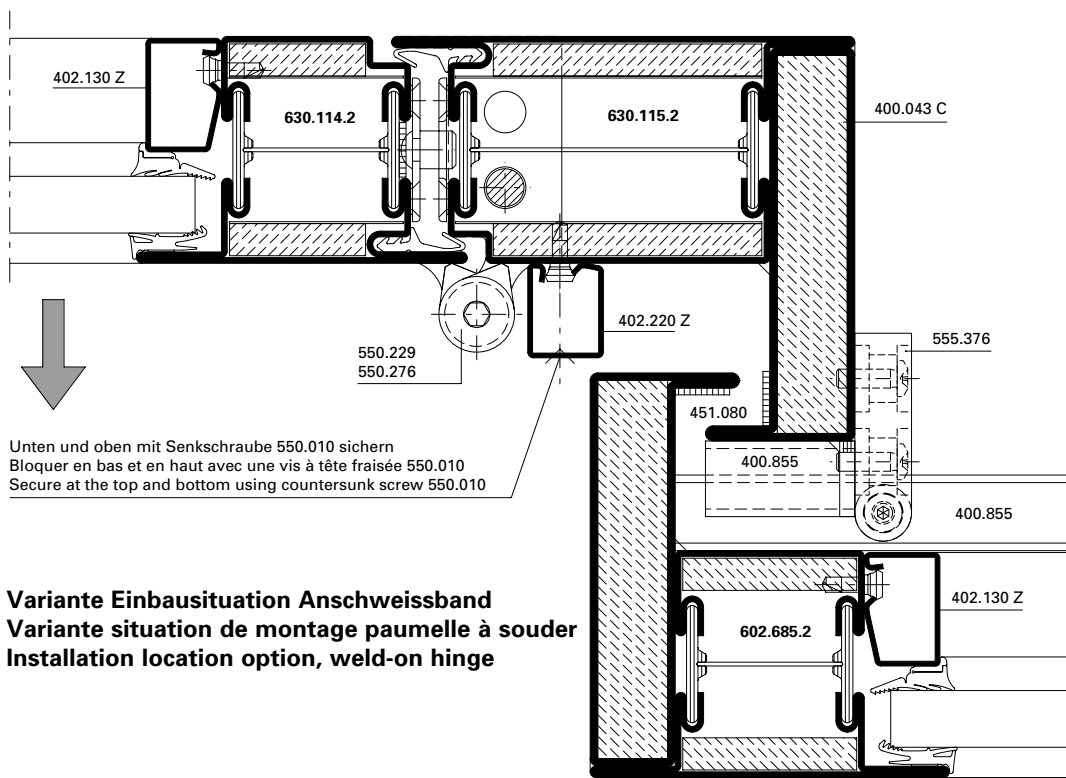 402.130 Z
630.114.2
630.115.2
400.043 C
402.220 Z
555.376
550.229
550.276
451.080
Unten und oben mit Senkschraube 550.010 sichern
Bloquer en bas et en haut avec une vis à tête fraisée 550.010
Secure at the top and bottom using countersunk screw 550.010
400.855
400.855
Variante Einbausituation Anschweissband
Variante situation de montage paumelle à souder
Installation location option, weld-on hinge
402.130 Z
602.685.2